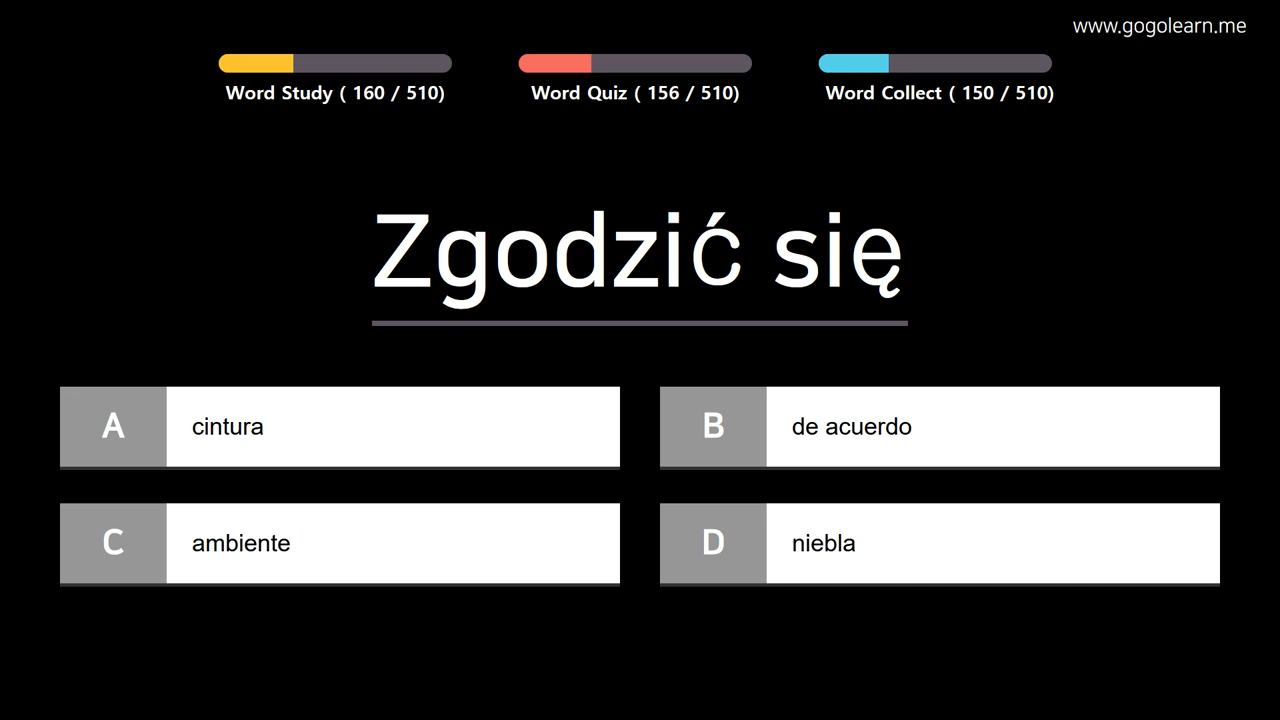 www.gogolearn.me
Word Study ( 160 / 510)
Word Quiz ( 156 / 510)
Word Collect ( 150 / 510)
Zgodzić się
A cintura
B de acuerdo
C ambiente
D niebla